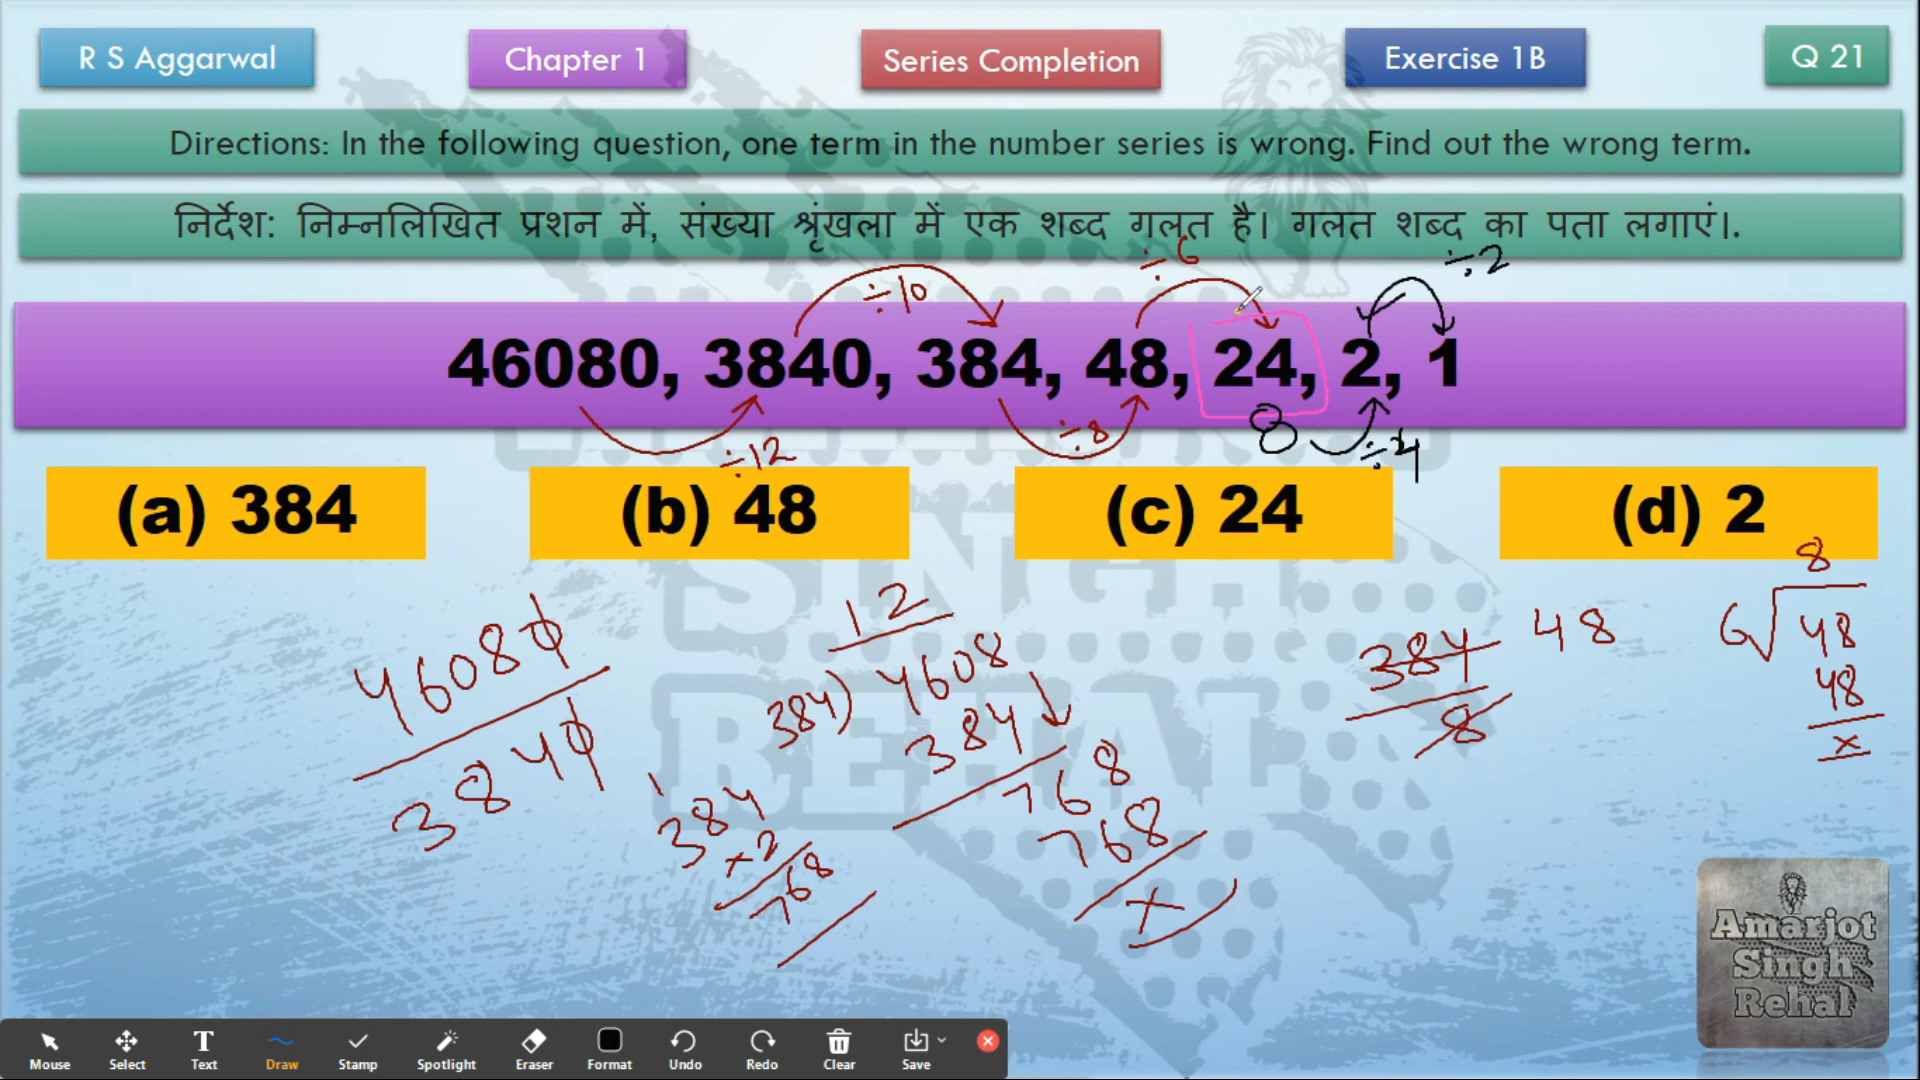 R S Aggarwal
Chapter 1
Series Completion
Exercise 1B
Q 21
Directions: In the following question, one term in the number series is wrong. Find out the wrong term.
निर्देश: निम्नलिखित प्रशन में, संख्या श्रृंखला में एक शब्द गलत है। गलत शब्द का पता लगाएं।.
÷10
÷6
÷2
46080, 3840, 384, 48, 24, 2, 1
÷12
÷8
8
÷4
(a) 384
(b) 48
(c) 24
(d) 2
46080
3840
12
384) 4608
384
768
768
x
384
×2
768
384
8
48
8
6√48
48
x
SINGH
REHAL
Amarjot
Singh
Rehal
Mouse
Select
T
Text
Draw
Stamp
Spotlight
Eraser
Format
Undo
Redo
Clear
Save